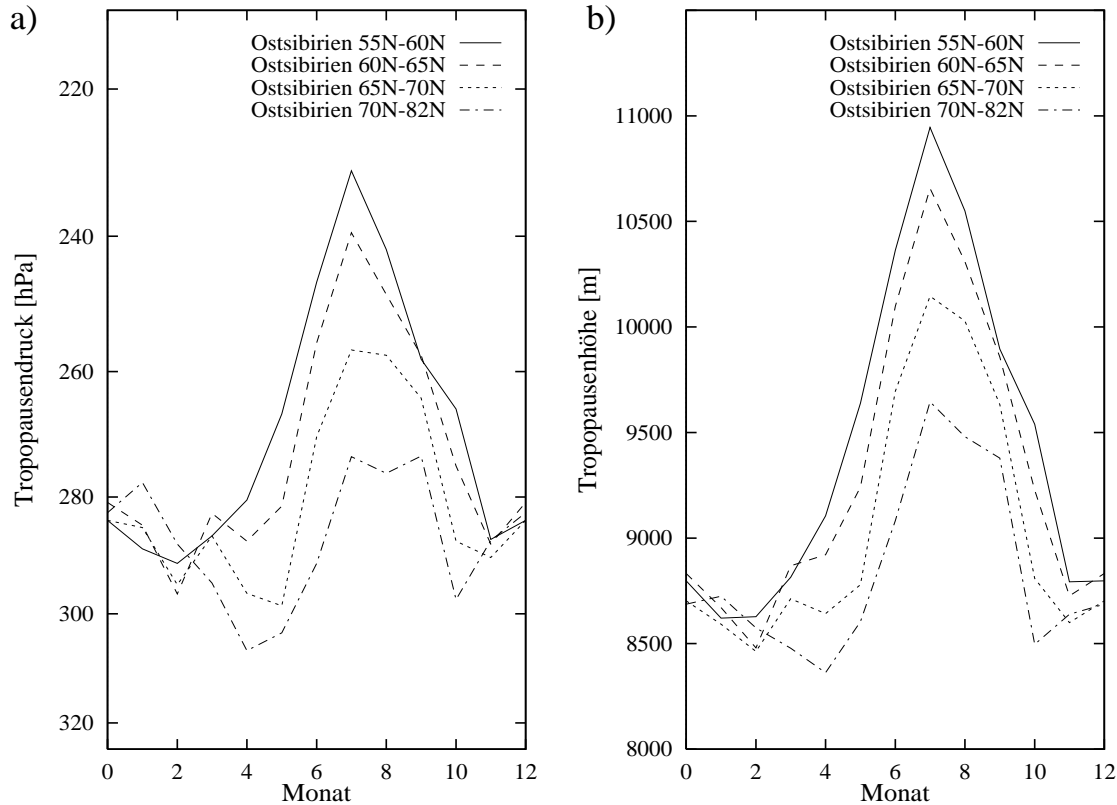 a)
Ostsibirien 55N-60N
Ostsibirien 60N-65N
Ostsibirien 65N-70N
Ostsibirien 70N-82N
220
240
260
280
300
320
Tropopausendruck [hPa]
0 2 4 6 8 10 12
Monat
b)
Ostsibirien 55N-60N
Ostsibirien 60N-65N
Ostsibirien 65N-70N
Ostsibirien 70N-82N
11000
10500
10000
9500
9000
8500
8000
Tropopausenhöhe [m]
0 2 4 6 8 10 12
Monat